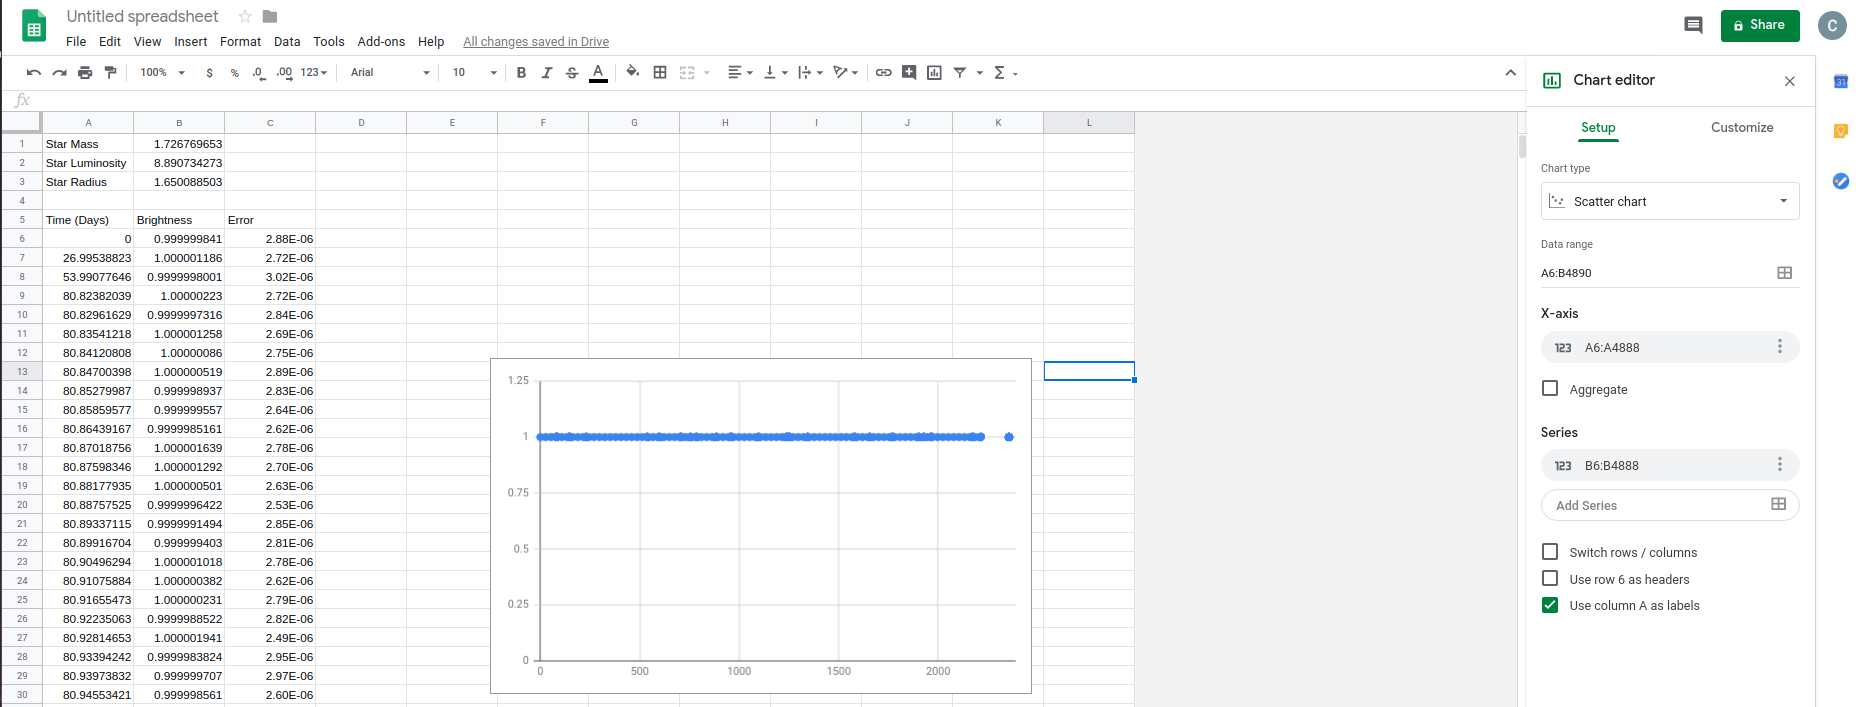 Untitled spreadsheet
File Edit View Insert Format Data Tools Add-ons Help All changes saved in Drive
Share
C
100% $ % .0 .00 123 Arial 10 B I S A
fx
Chart editor
31
A B C D E F G H I J K L
Setup Customize
1 Star Mass 1.726769653
2 Star Luminosity 8.890734273
3 Star Radius 1.650088503
4
5 Time (Days) Brightness Error
6 0 0.999999841 2.88E-06
7 26.99538823 1.000001186 2.72E-06
8 53.99077646 0.9999998001 3.02E-06
9 80.82382039 1.00000223 2.72E-06
10 80.82961629 0.9999997316 2.84E-06
11 80.83541218 1.000001258 2.69E-06
12 80.84120808 1.00000086 2.75E-06
13 80.84700398 1.000000519 2.89E-06
14 80.85279987 0.999998937 2.83E-06
15 80.85859577 0.999999557 2.64E-06
16 80.86439167 0.9999985161 2.62E-06
17 80.87018756 1.000001639 2.78E-06
18 80.87598346 1.000001292 2.70E-06
19 80.88177935 1.000000501 2.63E-06
20 80.88757525 0.9999996422 2.53E-06
21 80.89337115 0.9999991494 2.85E-06
22 80.89916704 0.999999403 2.81E-06
23 80.90496294 1.000001018 2.78E-06
24 80.91075884 1.000000382 2.62E-06
25 80.91655473 1.000000231 2.79E-06
26 80.92235063 0.9999988522 2.82E-06
27 80.92814653 1.000001941 2.49E-06
28 80.93394242 0.9999983824 2.95E-06
29 80.93973832 0.999999707 2.97E-06
30 80.94553421 0.999998561 2.60E-06
1.25
1
0.75
0.5
0.25
0
0 500 1000 1500 2000
Chart type
Scatter chart
Data range
A6:B4890
X-axis
123 A6:A4888
Aggregate
Series
123 B6:B4888
Add Series
Switch rows / columns
Use row 6 as headers
Use column A as labels